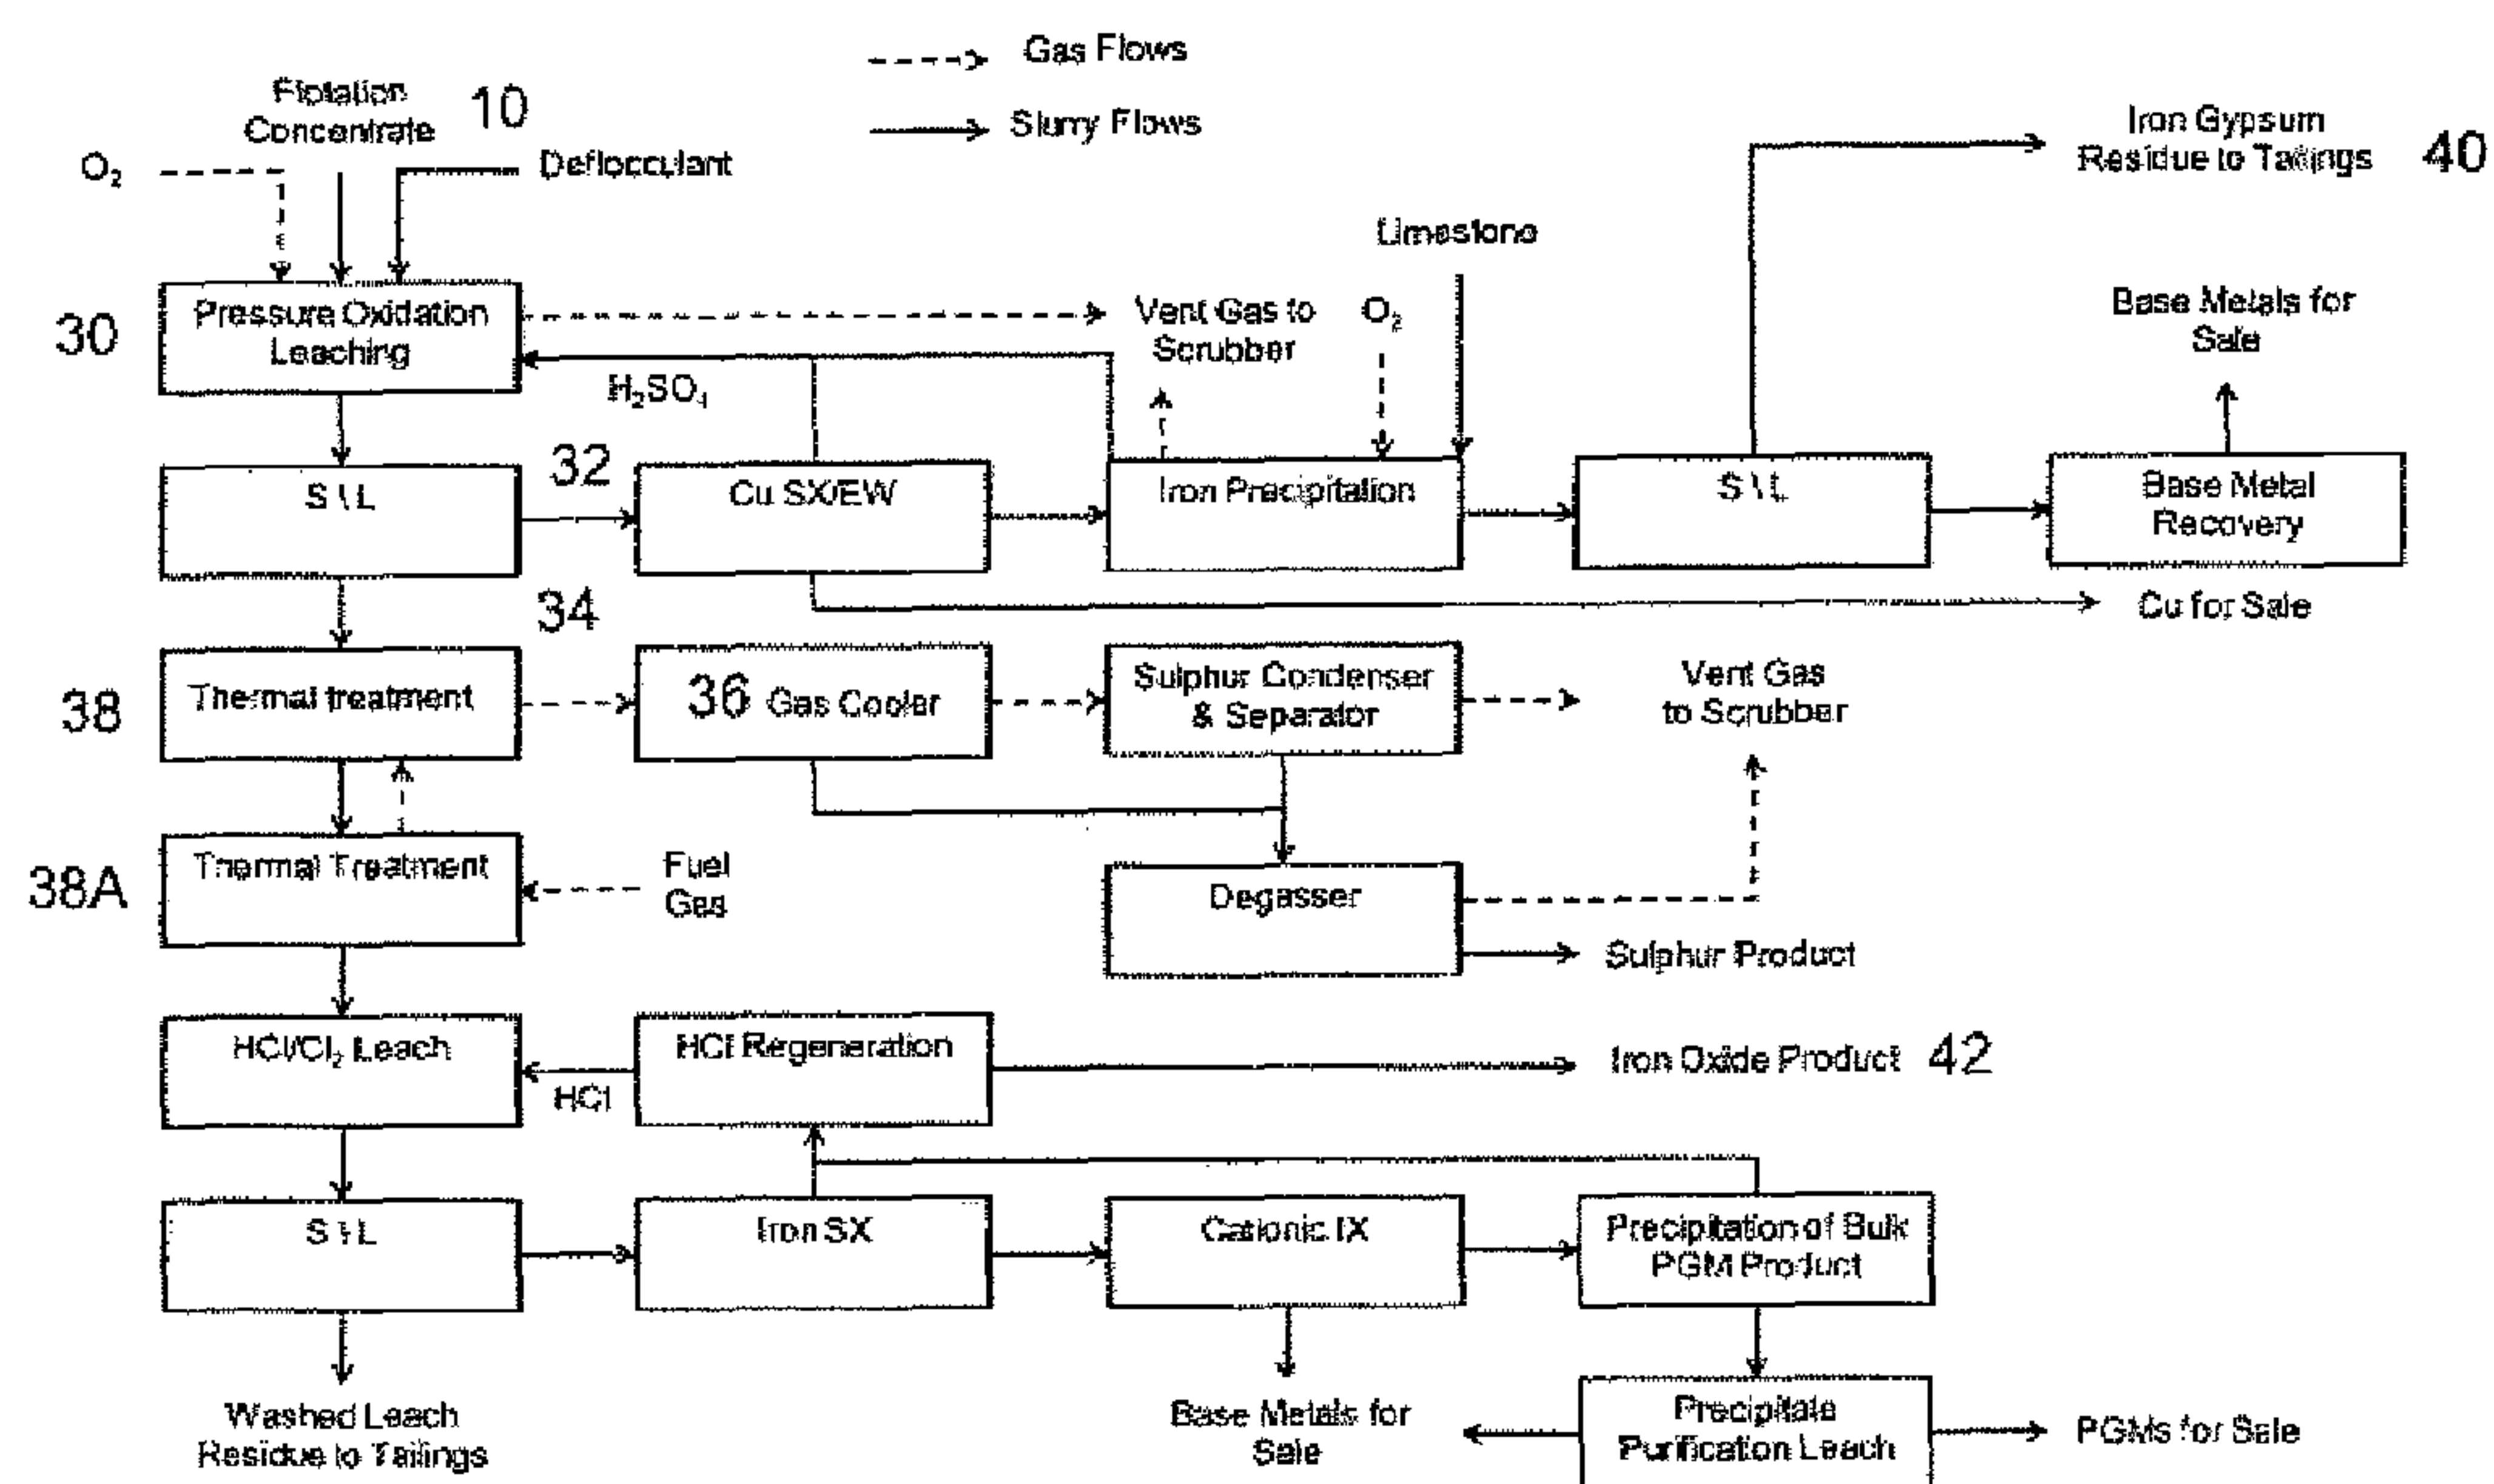 Gas Flows
Slurry Flows
Flotation
Concentrate
10
O₂
Deflocculant
Iron Gypsum
Residue to Tailings
40
Limestone
30
Pressure Oxidation
Leaching
Vent Gas to
Scrubber
O₂
Base Metals for
Sale
H₂SO₄
S \ L
32
Cu SX/EW
Iron Precipitation
S \ L
Base Metal
Recovery
34
Cu for Sale
38
Thermal treatment
36 Gas Cooler
Sulphur Condenser
& Separator
Vent Gas
to Scrubber
38A
Thermal Treatment
Fuel
Gas
Degasser
Sulphur Product
HCl/Cl₂ Leach
HCl
HCl Regeneration
Iron Oxide Product 42
S \ L
Iron SX
Cationic IX
Precipitation of Bulk
PGM Product
Washed Leach
Residue to Tailings
Base Metals for
Sale
Precipitate
Purification Leach
PGMs for Sale